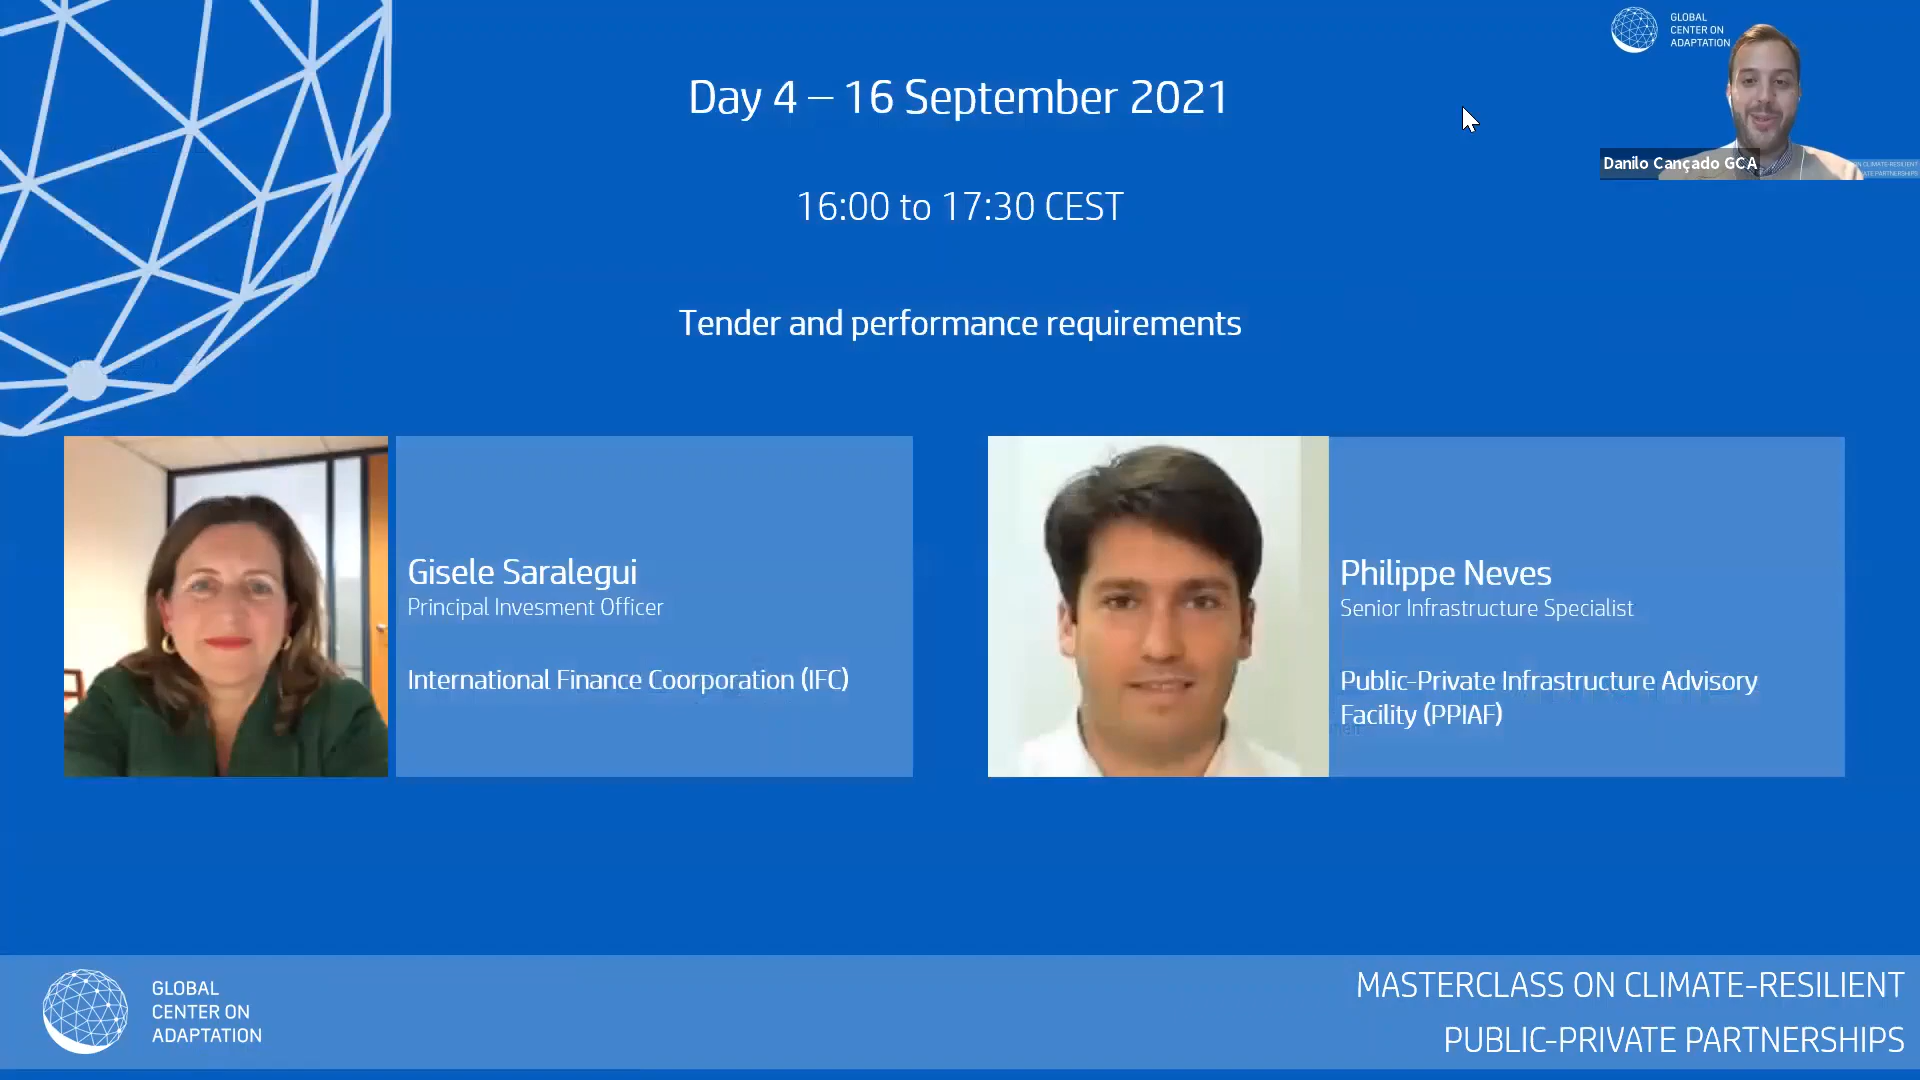 GLOBAL
CENTER ON
ADAPTATION
Danilo Cançado GCA
Day 4 – 16 September 2021
16:00 to 17:30 CEST
Tender and performance requirements
Gisele Saralegui
Principal Invesment Officer
International Finance Coorporation (IFC)
Philippe Neves
Senior Infrastructure Specialist
Public-Private Infrastructure Advisory
Facility (PPIAF)
GLOBAL
CENTER ON
ADAPTATION
MASTERCLASS ON CLIMATE-RESILIENT
PUBLIC-PRIVATE PARTNERSHIPS